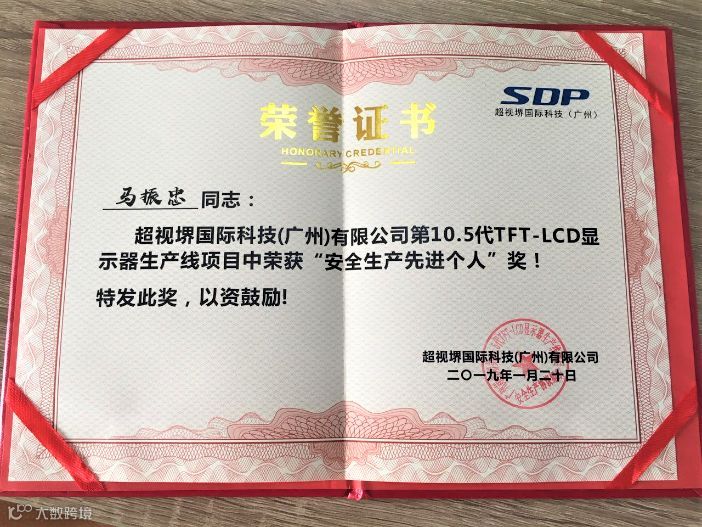 SDP
超视堺国际科技（广州）
荣誉证书
HONORARY CREDENTIAL
马振忠 同志：
超视堺国际科技(广州)有限公司第10.5代TFT-LCD显
示器生产线项目中荣获“安全生产先进个人”奖！
特发此奖，以资鼓励!
超视堺国际科技(广州)有限公司
二〇一九年一月二十日
大数跨境